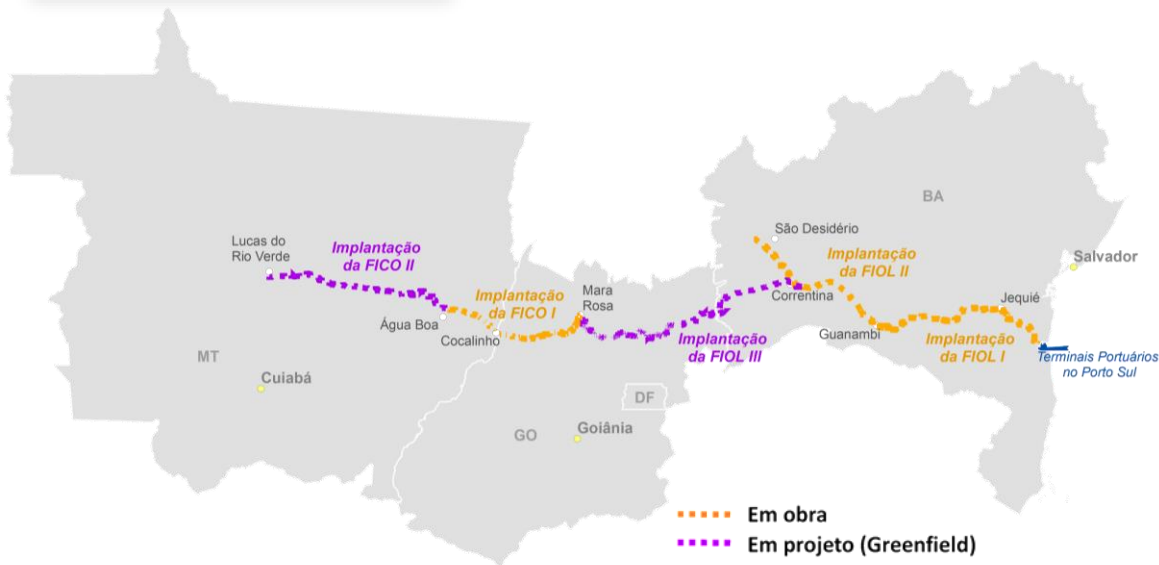 BA
São Desidério
Lucas do
Rio Verde
Implantação
da FICO II
Implantação
da FIOL II
Salvador
Mara
Rosa
Implantação
da FICO I
Correntina
Jequié
Água Boa
Cocalinho
Guanambi
Implantação
da FIOL III
Implantação
da FIOL I
Terminais Portuários
no Porto Sul
MT
Cuiabá
DF
GO
Goiânia
Em obra
Em projeto (Greenfield)